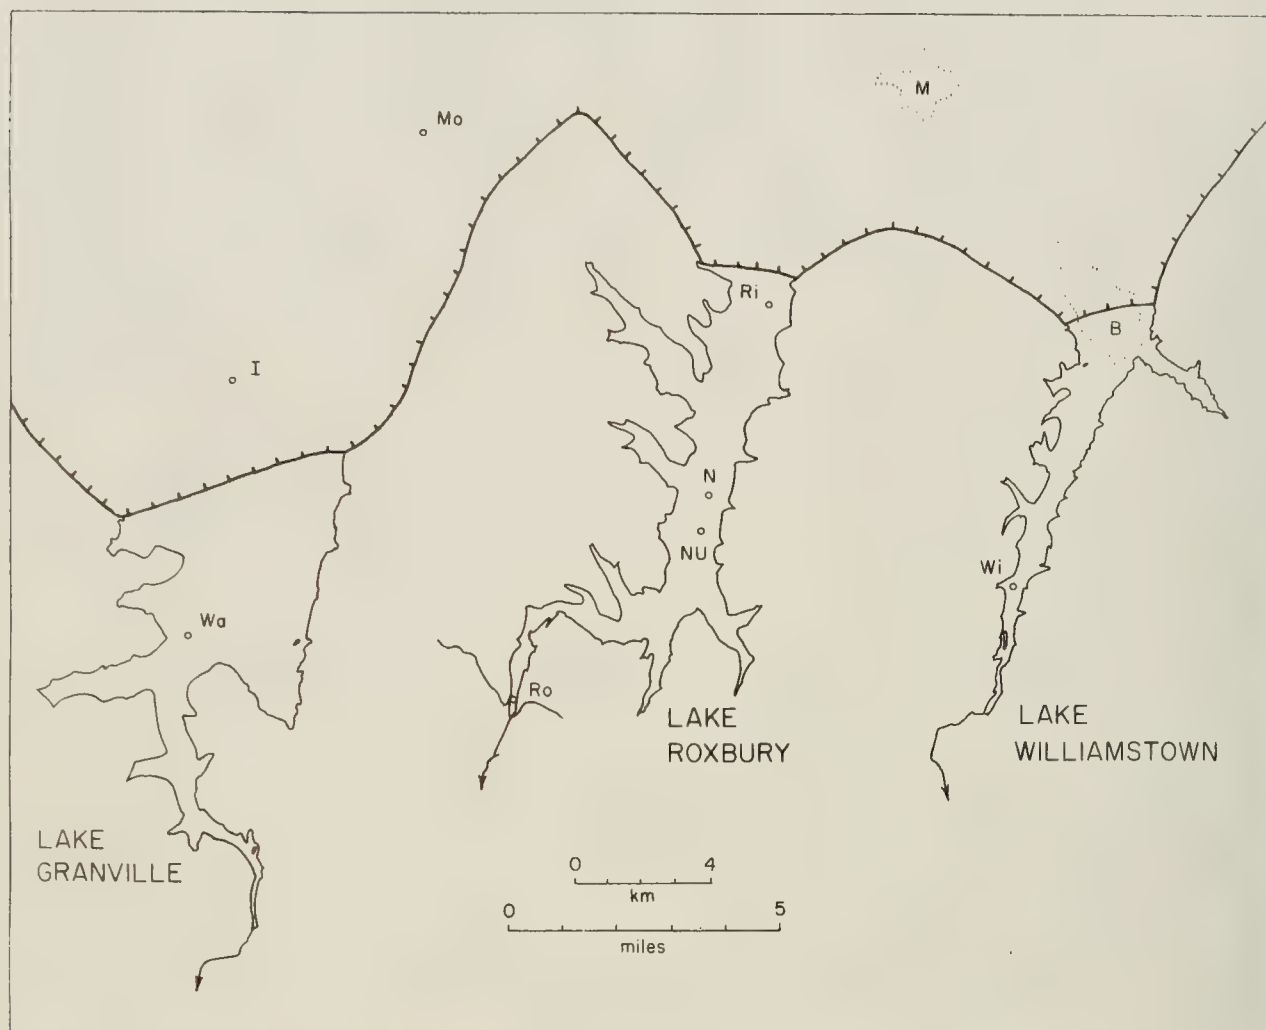 M
Mo
Ri
B
I
N
NU
Wi
Wa
Ro
LAKE
ROXBURY
LAKE
WILLIAMSTOWN
LAKE
GRANVILLE
0 4
km
0 5
miles